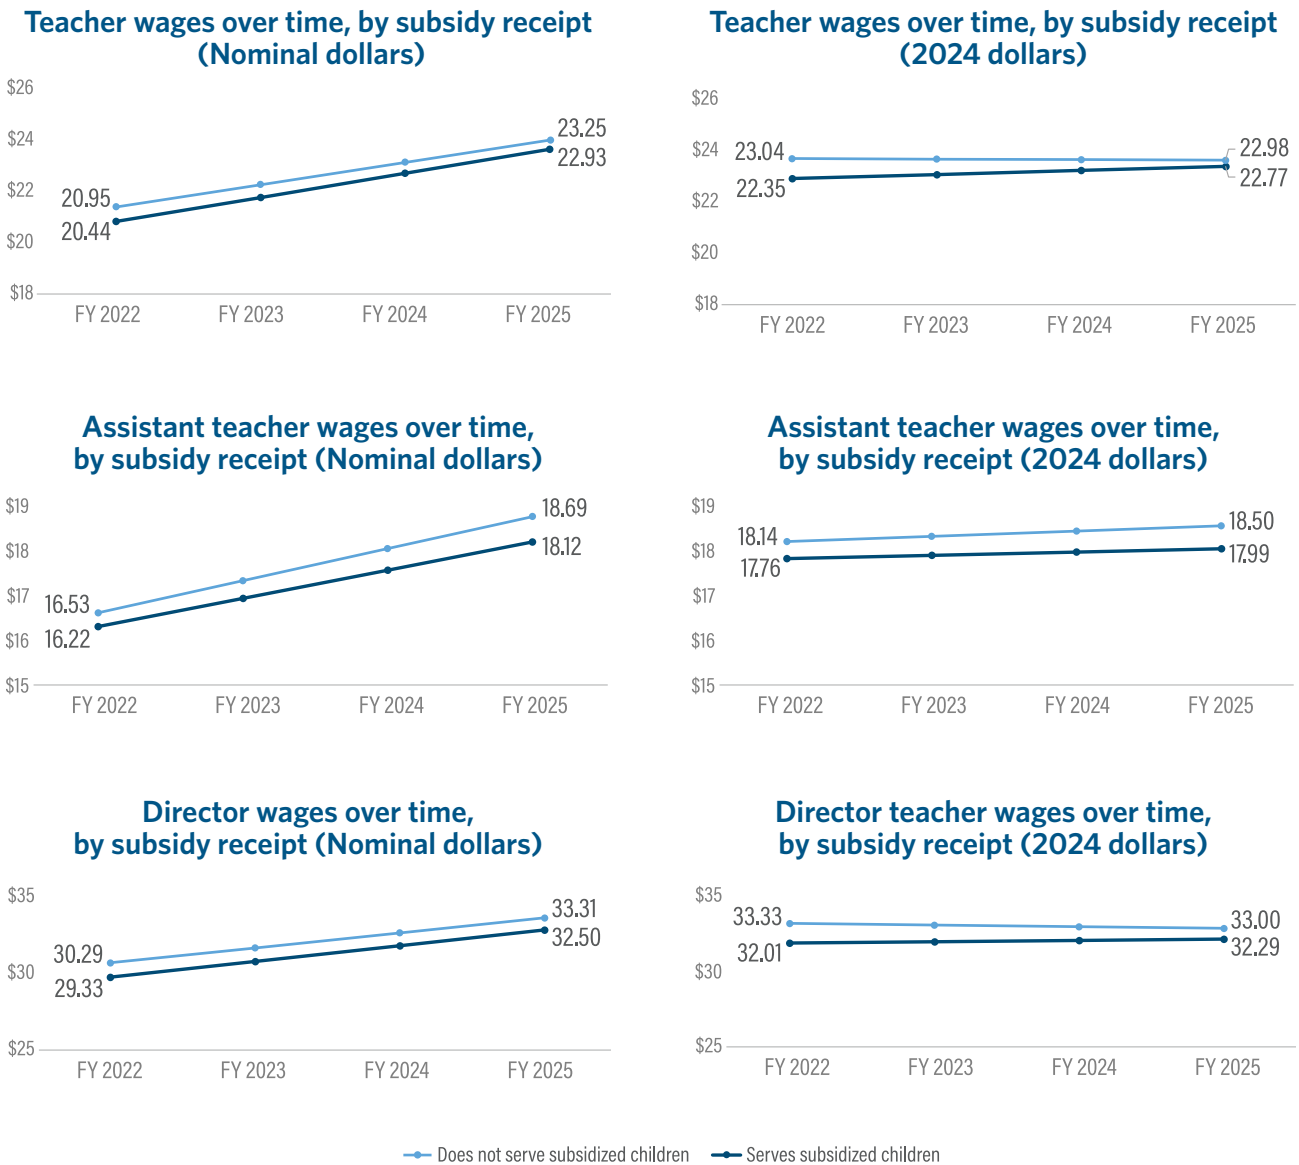 Teacher wages over time, by subsidy receipt
(Nominal dollars)
$26
$24
$22
$20
$18
20.95
20.44
23.25
22.93
FY 2022
FY 2023
FY 2024
FY 2025
Teacher wages over time, by subsidy receipt
(2024 dollars)
$26
$24
$22
$20
$18
23.04
22.35
22.98
22.77
FY 2022
FY 2023
FY 2024
FY 2025
Assistant teacher wages over time,
by subsidy receipt (Nominal dollars)
$19
$18
$17
$16
$15
16.53
16.22
18.69
18.12
FY 2022
FY 2023
FY 2024
FY 2025
Assistant teacher wages over time,
by subsidy receipt (2024 dollars)
$19
$18
$17
$16
$15
18.14
17.76
18.50
17.99
FY 2022
FY 2023
FY 2024
FY 2025
Director wages over time,
by subsidy receipt (Nominal dollars)
$35
$30
$25
30.29
29.33
33.31
32.50
FY 2022
FY 2023
FY 2024
FY 2025
Director teacher wages over time,
by subsidy receipt (2024 dollars)
$35
$30
$25
33.33
32.01
33.00
32.29
FY 2022
FY 2023
FY 2024
FY 2025
Does not serve subsidized children
Serves subsidized children